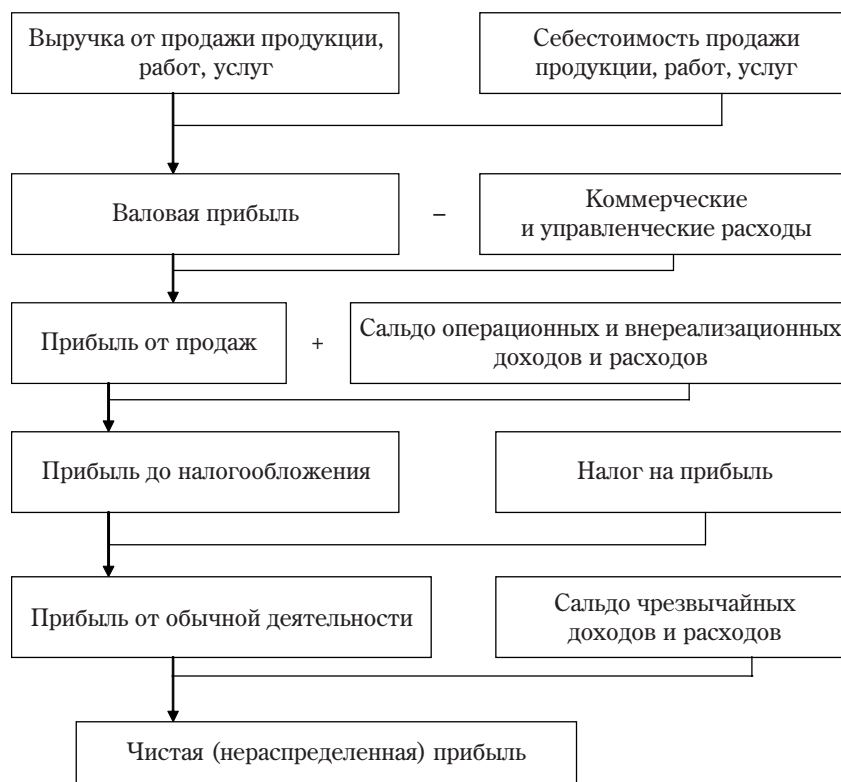 Выручка от продажи продукции,
работ, услуг
Себестоимость продажи
продукции, работ, услуг
Валовая прибыль
–
Коммерческие
и управленческие расходы
Прибыль от продаж
+
Сальдо операционных и внереализационных
доходов и расходов
Прибыль до налогообложения
Налог на прибыль
Прибыль от обычной деятельности
Сальдо чрезвычайных
доходов и расходов
Чистая (нераспределенная) прибыль